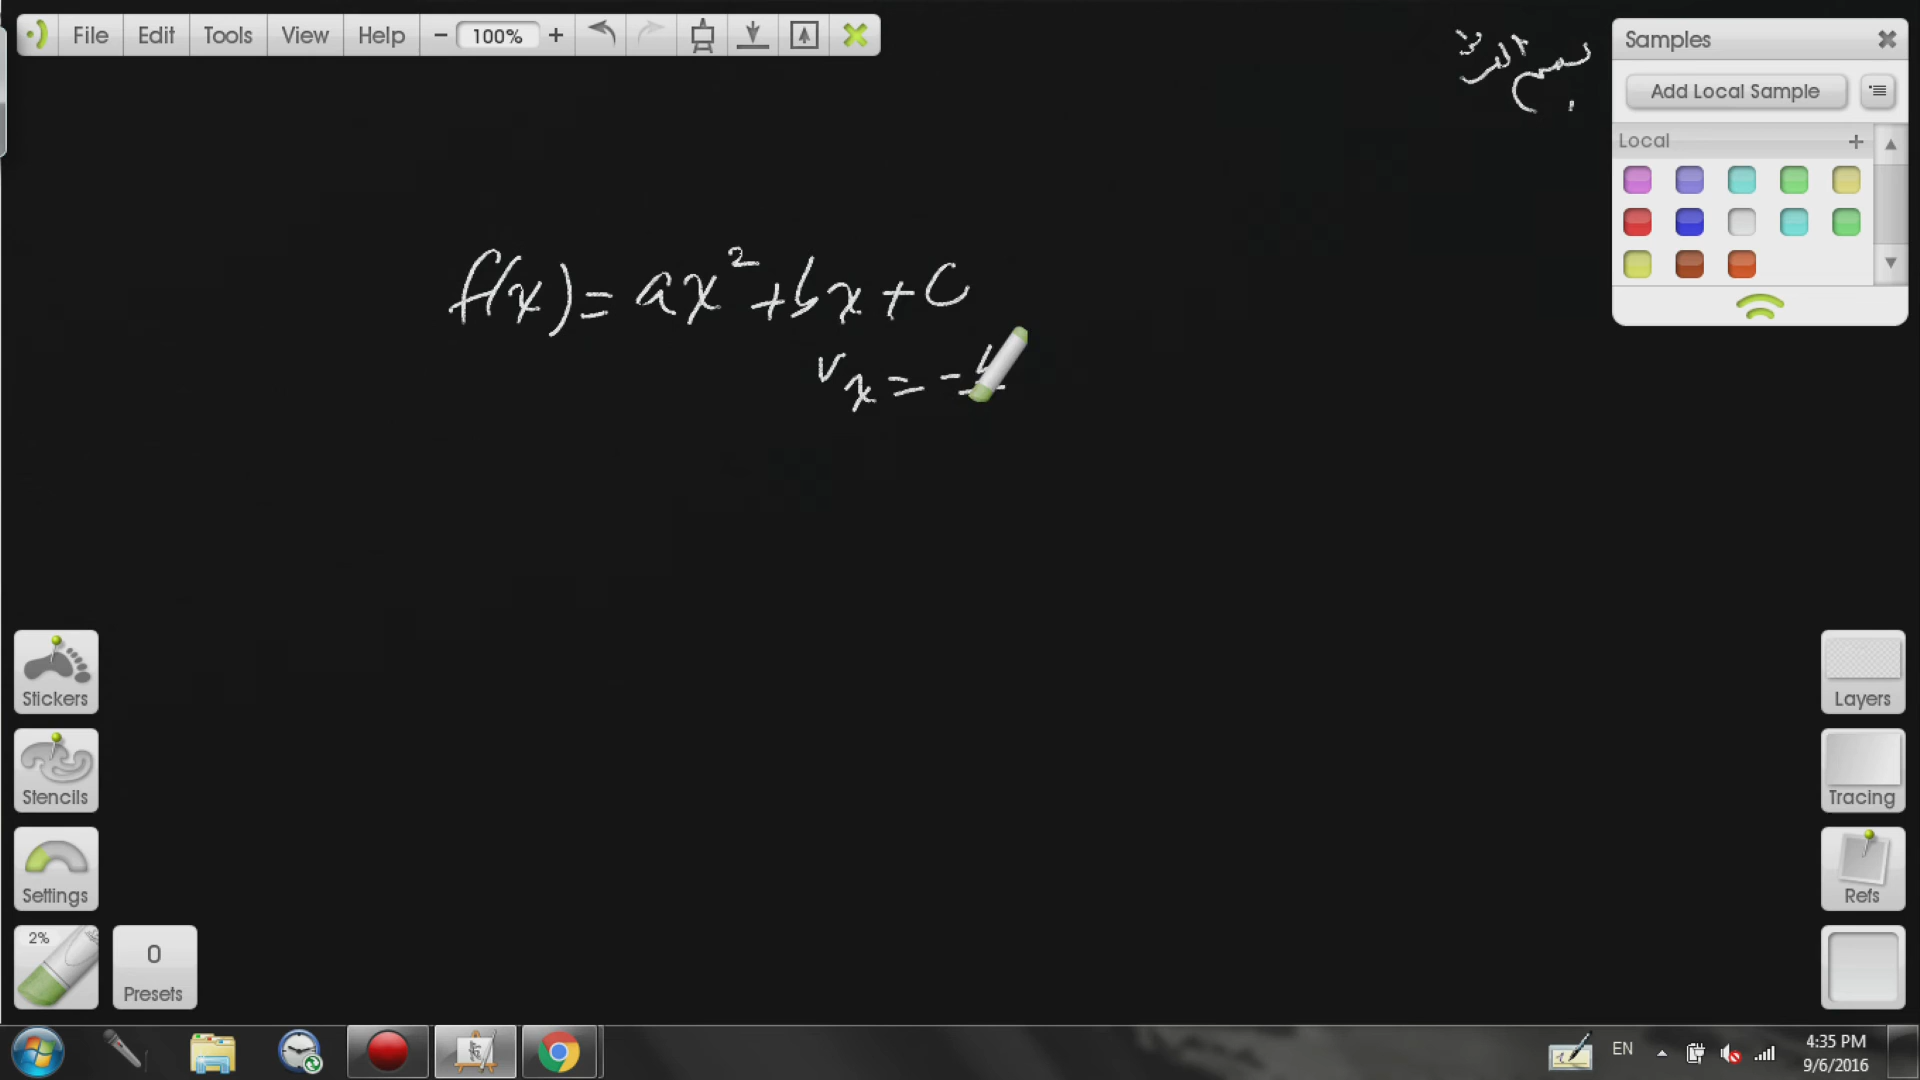 File Edit Tools View Help − 100% +
Samples
Add Local Sample
Local +
بسم الله
f(x) = ax² + bx + c
Vx = - b
Stickers
Stencils
Settings
2%
0
Presets
Layers
Tracing
Refs
EN
4:35 PM
9/6/2016